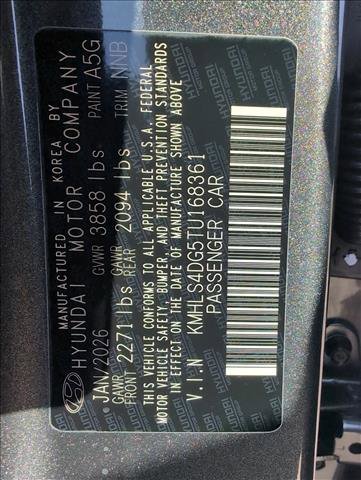 MANUFACTURED IN KOREA BY
HYUNDAI MOTOR COMPANY
JAN/2026 GVWR 3858 lbs PAINT A5G
GAWR FRONT 2271 lbs GAWR REAR 2094 lbs TRIM NNB
THIS VEHICLE CONFORMS TO ALL APPLICABLE U.S.A. FEDERAL
MOTOR VEHICLE SAFETY, BUMPER, AND THEFT PREVENTION STANDARDS
IN EFFECT ON THE DATE OF MANUFACTURE SHOWN ABOVE.
V.I.N KMHLS4DG5TU168861
PASSENGER CAR